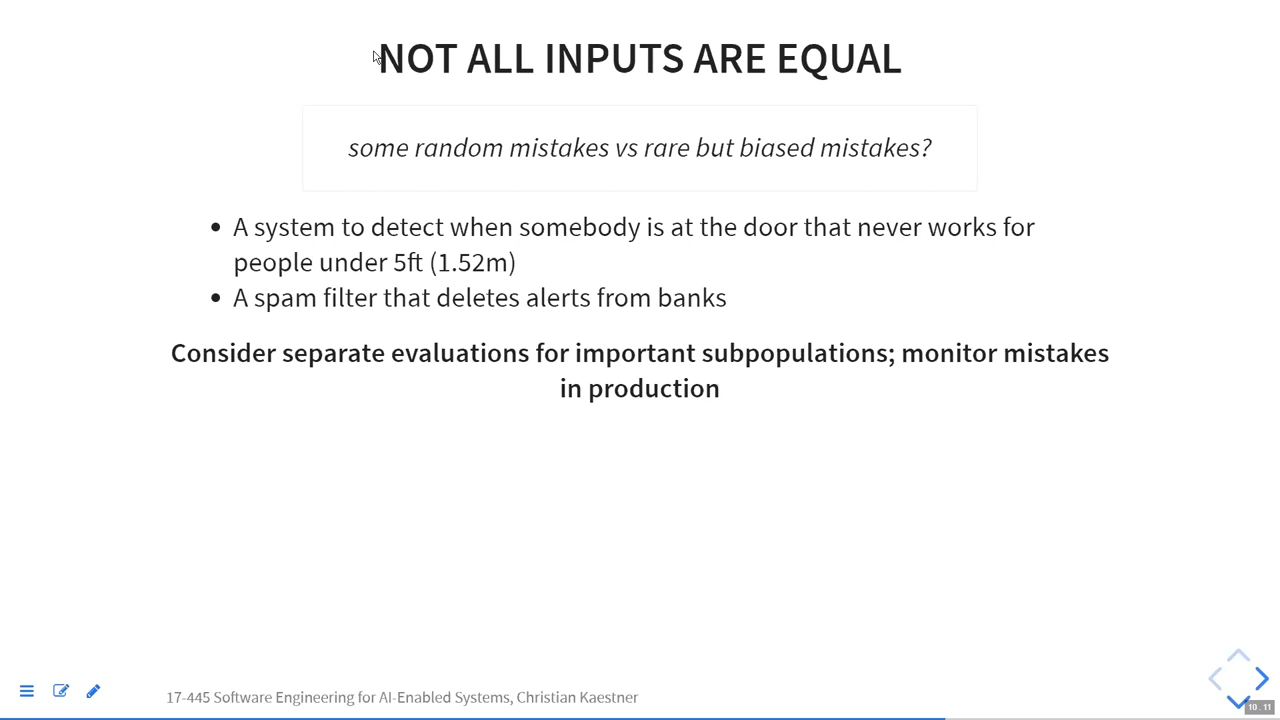 NOT ALL INPUTS ARE EQUAL
some random mistakes vs rare but biased mistakes?
• A system to detect when somebody is at the door that never works for
people under 5ft (1.52m)
• A spam filter that deletes alerts from banks
Consider separate evaluations for important subpopulations; monitor mistakes
in production
17-445 Software Engineering for AI-Enabled Systems, Christian Kaestner
10 . 11